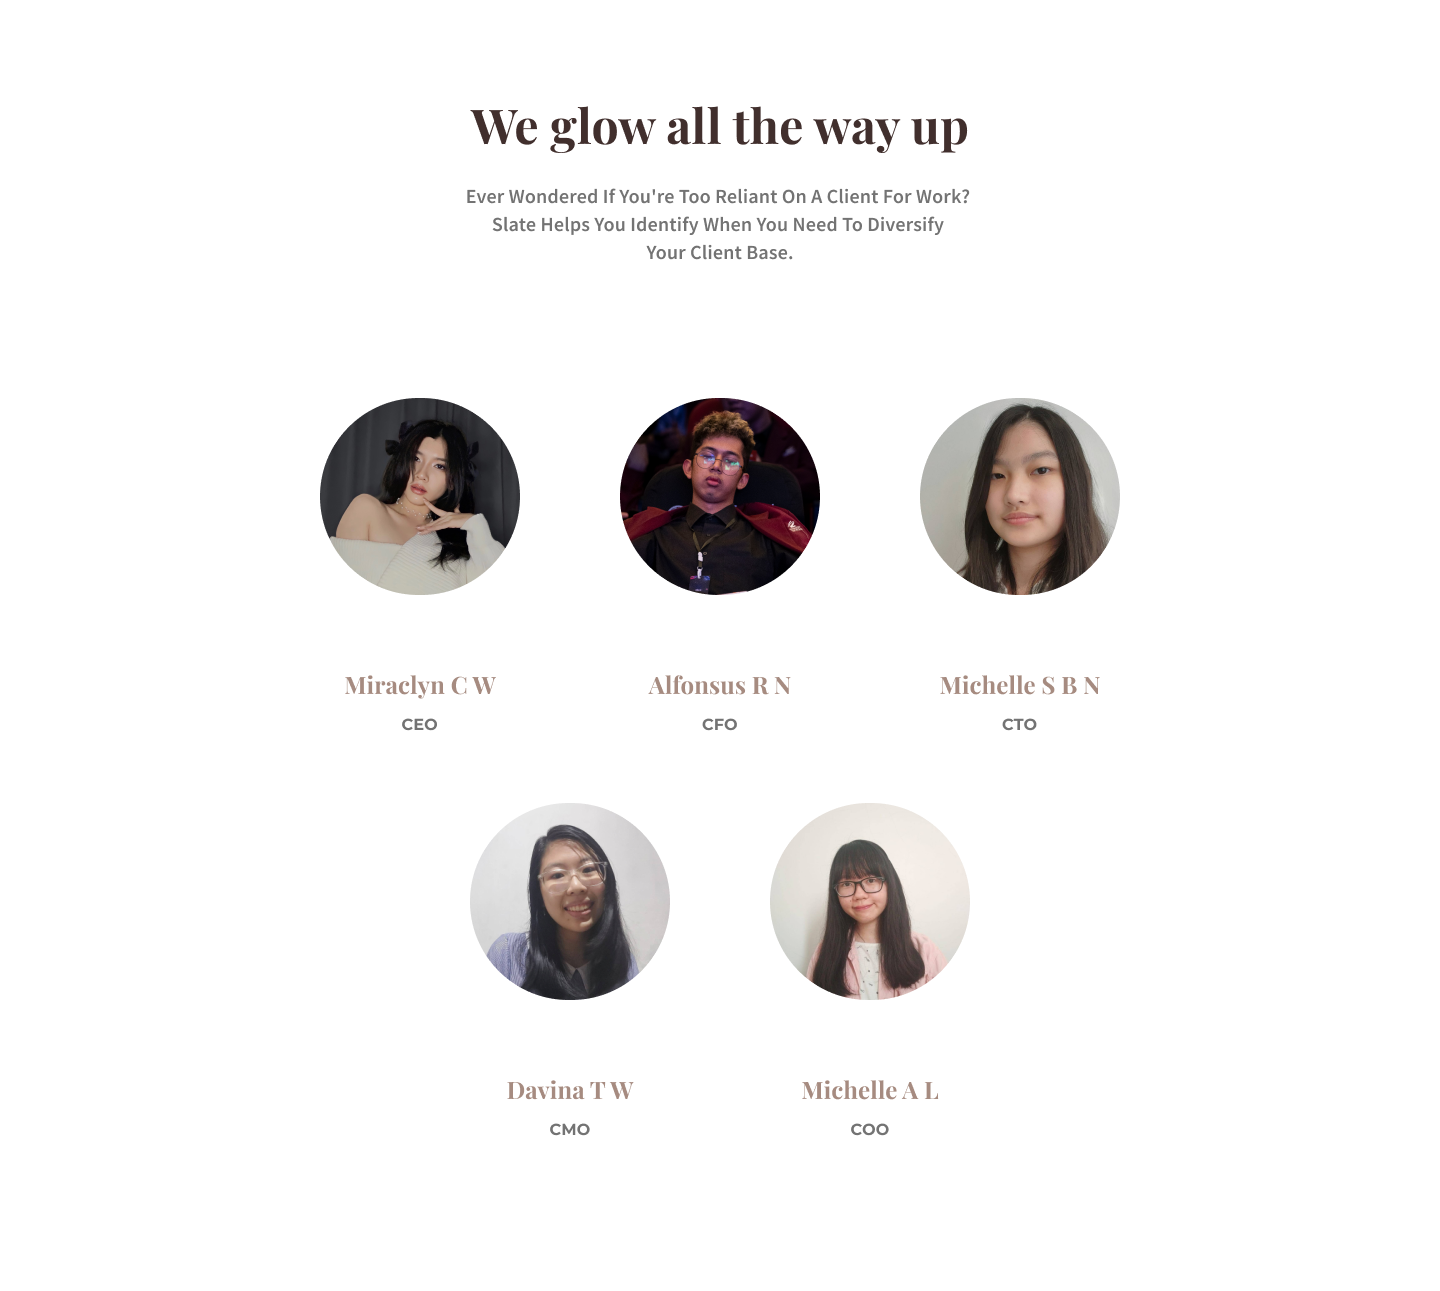 We glow all the way up
Ever Wondered If You're Too Reliant On A Client For Work?
Slate Helps You Identify When You Need To Diversify
Your Client Base.
Miraclyn C W
Alfonsus R N
Michelle S B N
CEO
CFO
CTO
Davina T W
Michelle A L
CMO
COO